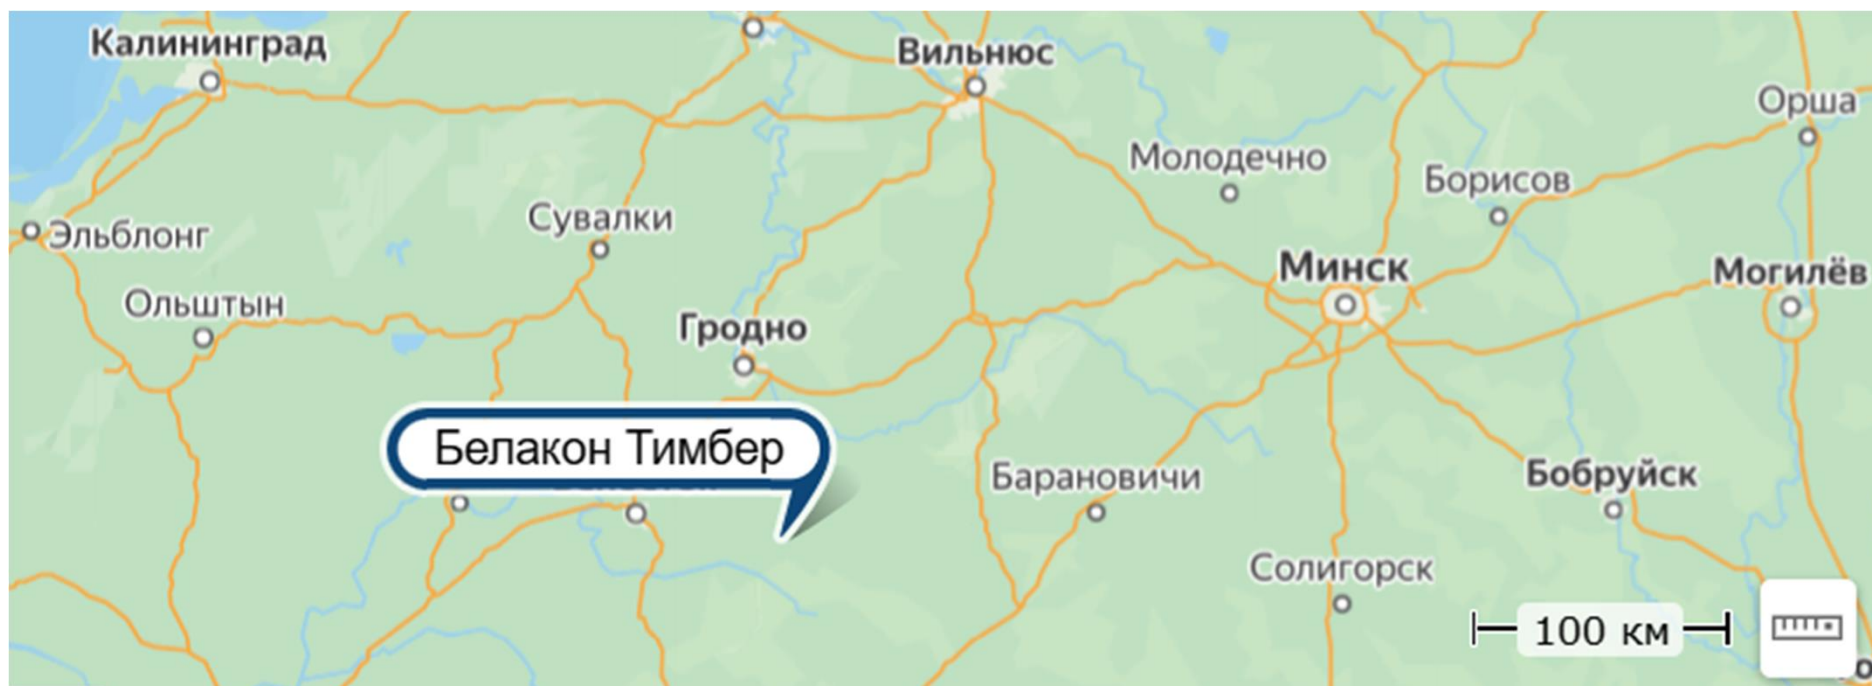 Калининград
Вильнюс
Орша
Молодечно
Борисов
Сувалки
Эльблонг
Минск
Могилёв
Ольштын
Гродно
Белакон Тимбер
Барановичи
Бобруйск
Солигорск
100 км